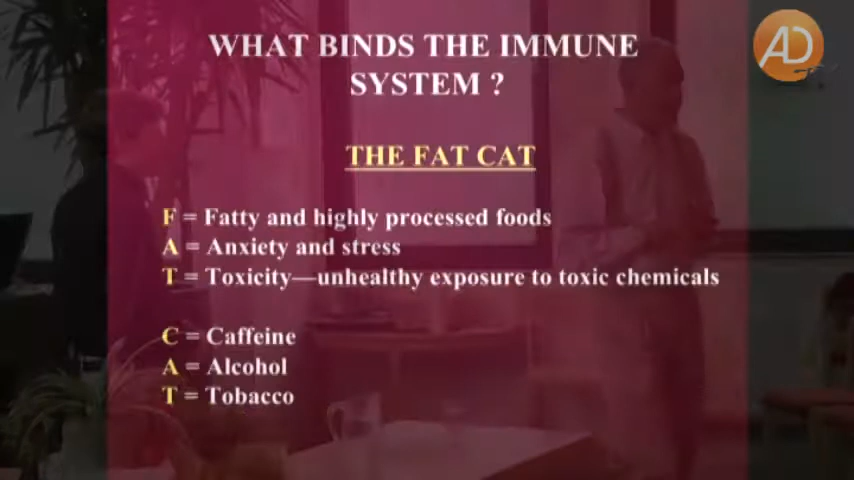 AD
WHAT BINDS THE IMMUNE
SYSTEM ?
THE FAT CAT
F = Fatty and highly processed foods
A = Anxiety and stress
T = Toxicity—unhealthy exposure to toxic chemicals
C = Caffeine
A = Alcohol
T = Tobacco